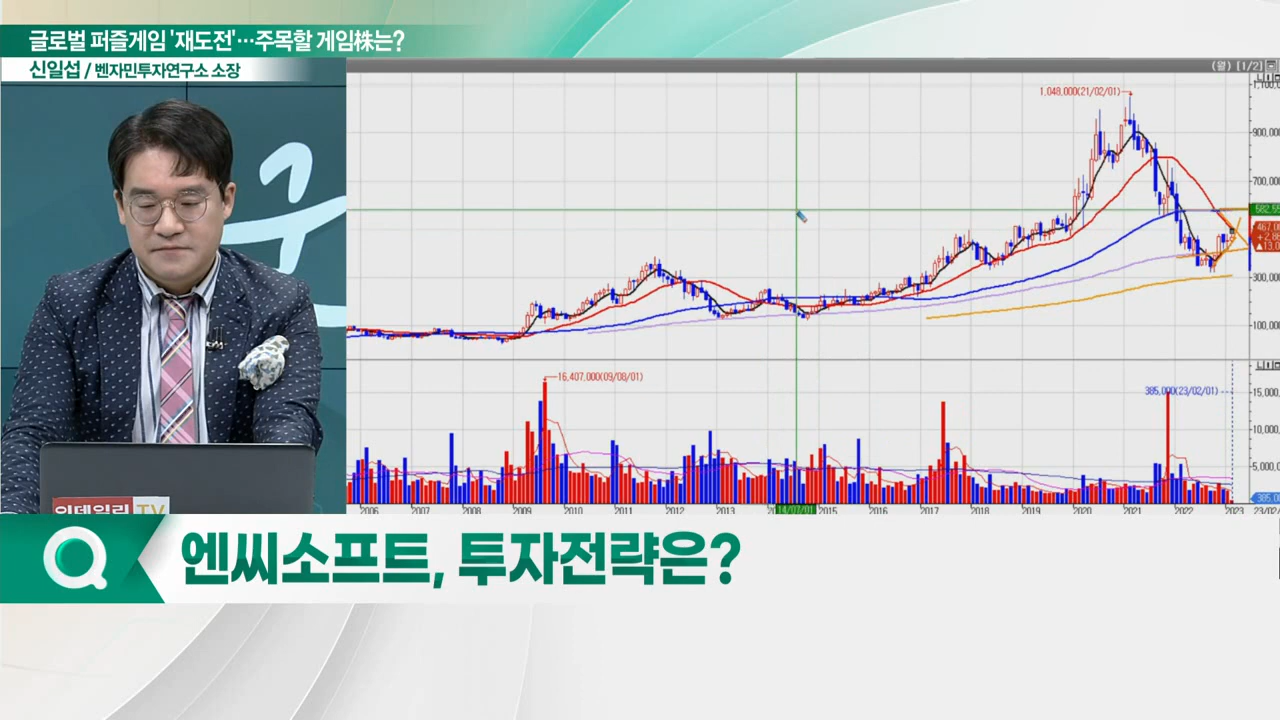 글로벌 퍼즐게임 '재도전'…주목할 게임株는?
신일섭 / 벤자민투자연구소 소장
(월) [1/2]
1,048,000(21/02/01)
900,000
700,000
300,000
100,000
16,407,000(09/08/01)
385,000(23/02/01)
15,000
10,000
5,000
2006 2007 2008 2009 2010 2011 2012 2013 14/07/01 2015 2016 2017 2018 2019 2020 2021 2022 2023
이데일리 TV
엔씨소프트, 투자전략은?